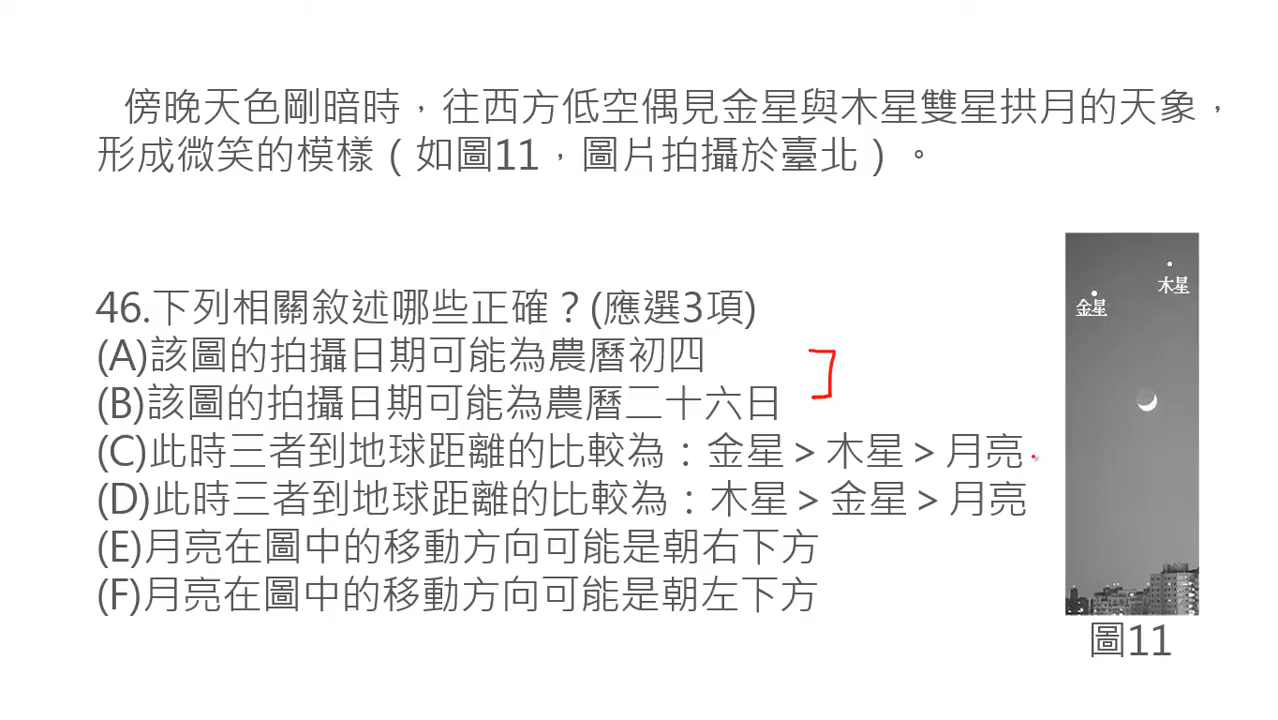 傍晚天色剛暗時，往西方低空偶見金星與木星雙星拱月的天象，
形成微笑的模樣（如圖11，圖片拍攝於臺北）。
46.下列相關敘述哪些正確？(應選3項)
(A)該圖的拍攝日期可能為農曆初四
(B)該圖的拍攝日期可能為農曆二十六日
(C)此時三者到地球距離的比較為：金星＞木星＞月亮
(D)此時三者到地球距離的比較為：木星＞金星＞月亮
(E)月亮在圖中的移動方向可能是朝右下方
(F)月亮在圖中的移動方向可能是朝左下方
木星
金星
圖11